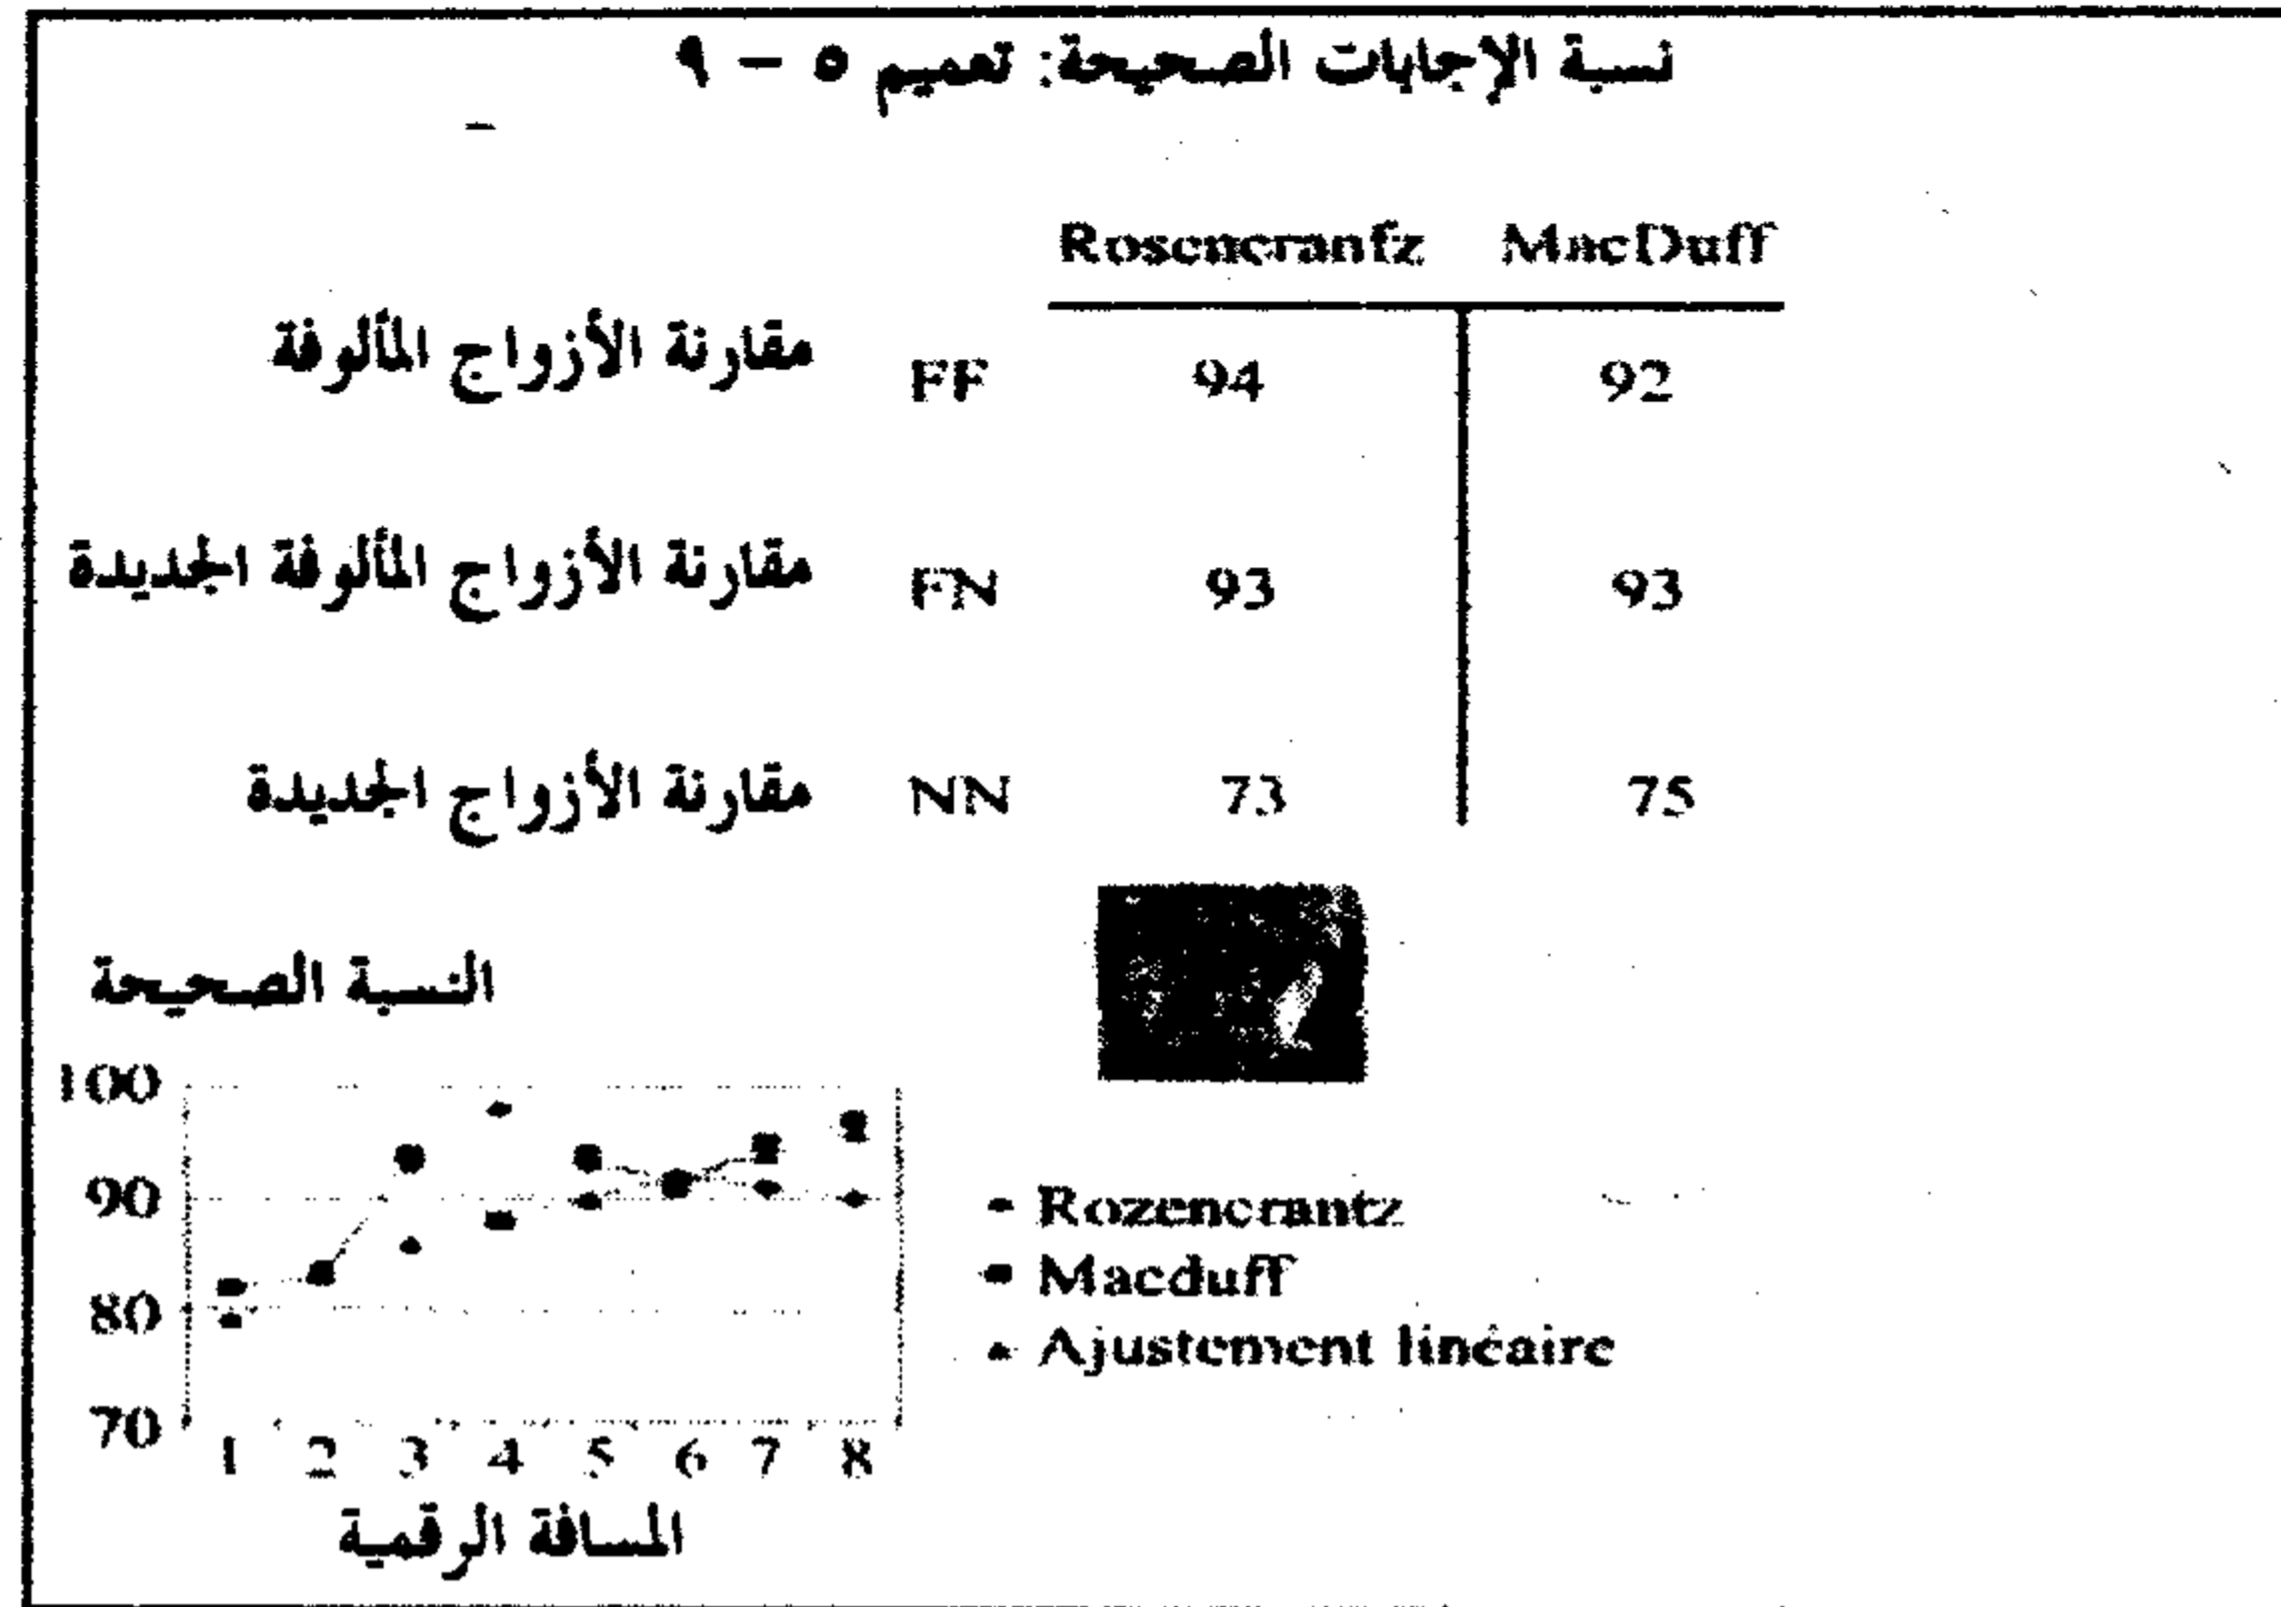 نسبة الإجابات الصحيحة: تعميم ٥ – ٩
Rosencrantz MacDuff
مقارنة الأزواج المألوفة FF 94 92
مقارنة الأزواج المألوفة الجديدة FN 93 93
مقارنة الأزواج الجديدة NN 73 75
النسبة الصحيحة
100
90
80
70
1 2 3 4 5 6 7 8
المسافة الرقمية
Rozencrantz
Macduff
Ajustement linéaire